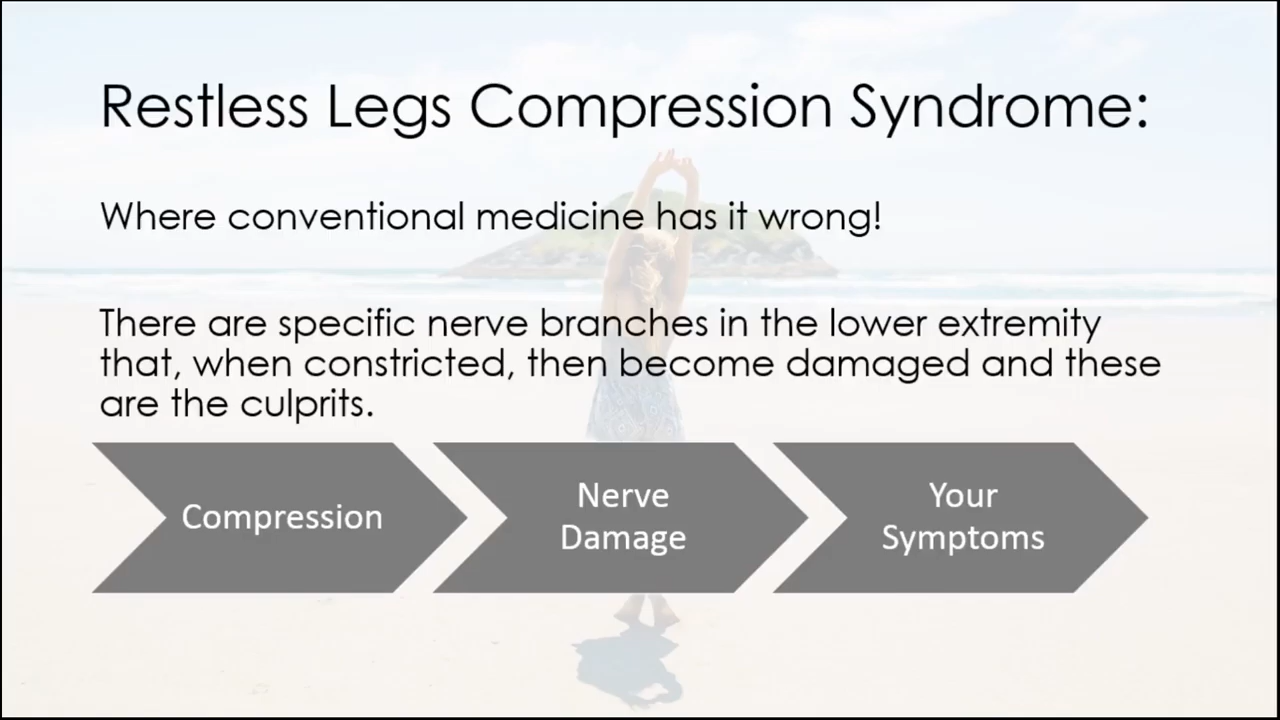 Restless Legs Compression Syndrome:
Where conventional medicine has it wrong!
There are specific nerve branches in the lower extremity
that, when constricted, then become damaged and these
are the culprits.
Compression
Nerve
Damage
Your
Symptoms